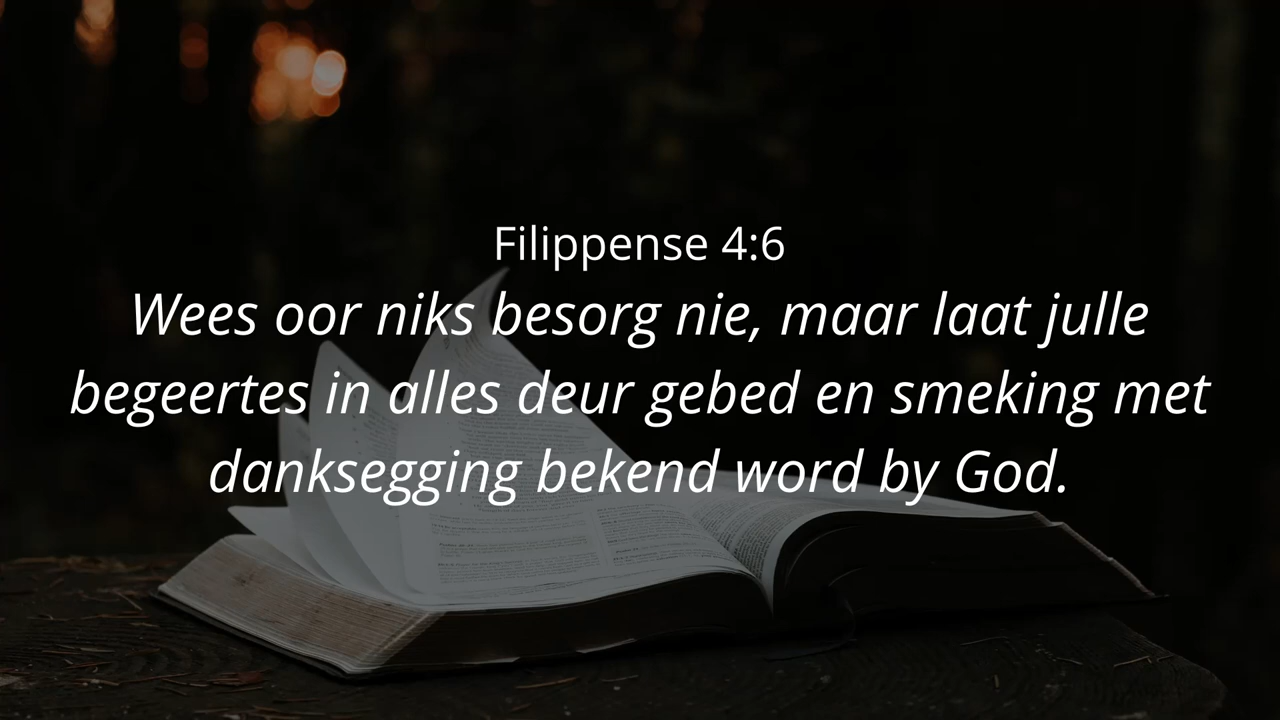 Filippense 4:6
Wees oor niks besorg nie, maar laat julle
begeertes in alles deur gebed en smeking met
danksegging bekend word by God.